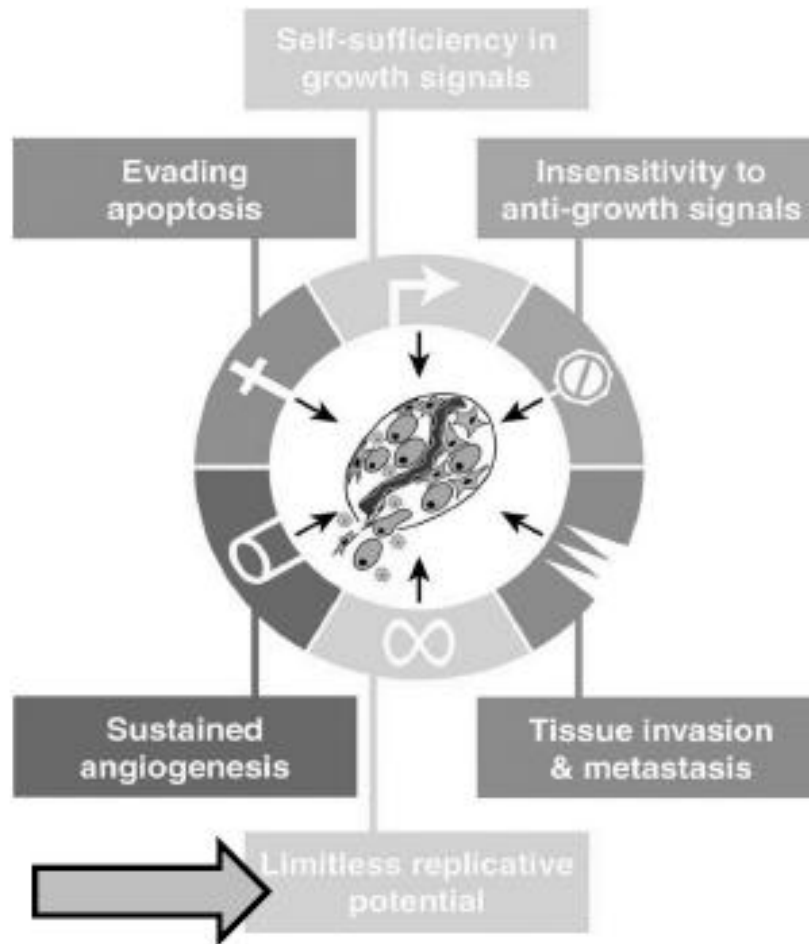 Self-sufficiency in
growth signals
Evading
apoptosis
Insensitivity to
anti-growth signals
Sustained
angiogenesis
Tissue invasion
& metastasis
Limitless replicative
potential